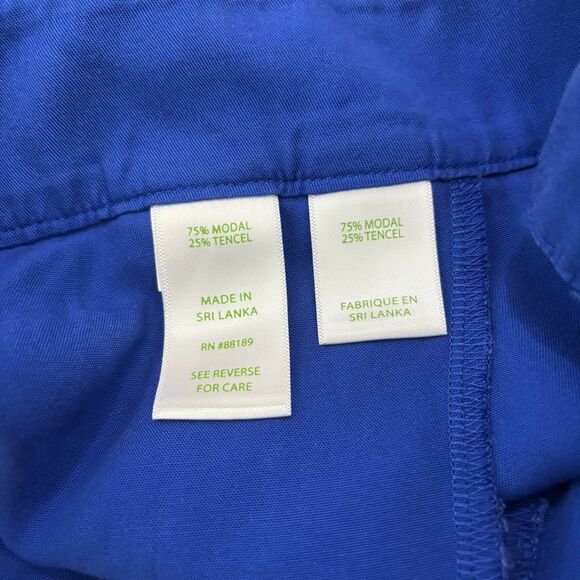 75% MODAL
25% TENCEL
MADE IN
SRI LANKA
RN #88189
SEE REVERSE
FOR CARE
75% MODAL
25% TENCEL
FABRIQUE EN
SRI LANKA